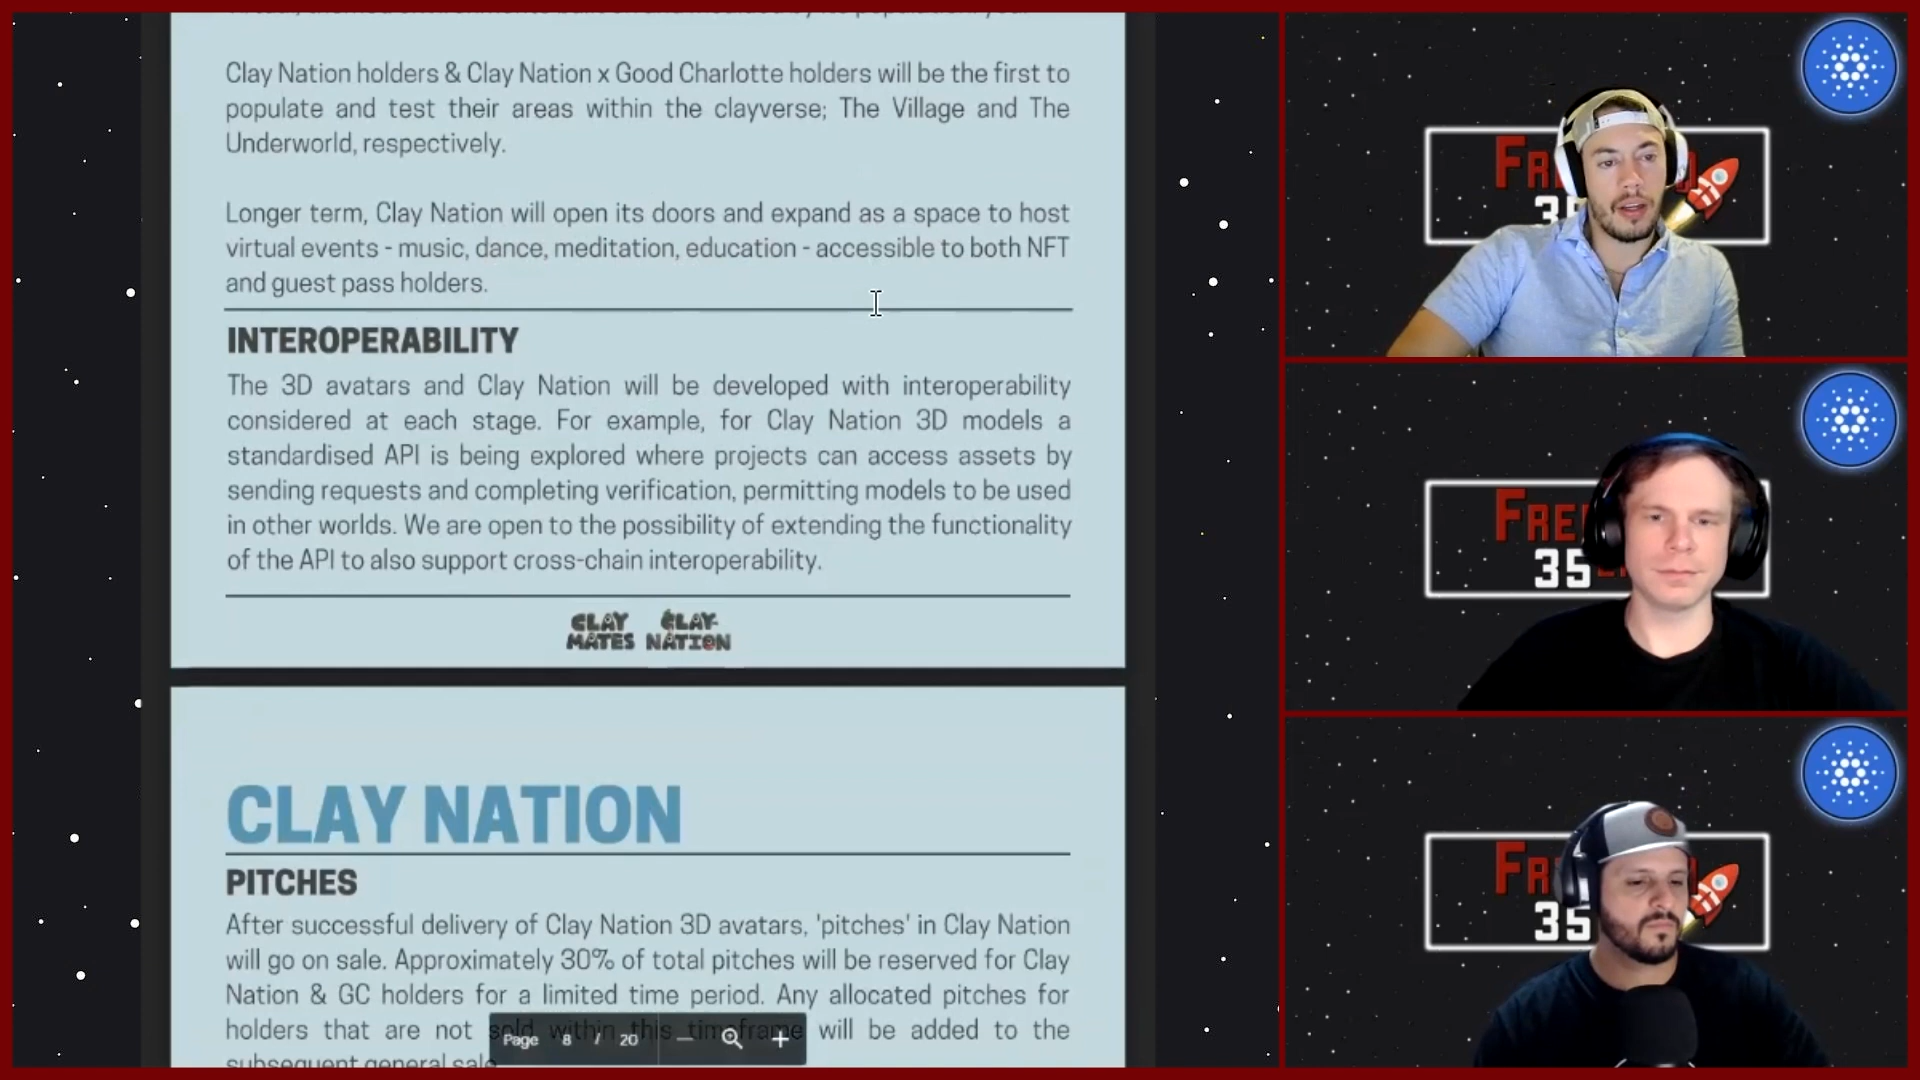 Clay Nation holders & Clay Nation x Good Charlotte holders will be the first to
populate and test their areas within the clayverse; The Village and The
Underworld, respectively.
Longer term, Clay Nation will open its doors and expand as a space to host
virtual events - music, dance, meditation, education - accessible to both NFT
and guest pass holders.
INTEROPERABILITY
The 3D avatars and Clay Nation will be developed with interoperability
considered at each stage. For example, for Clay Nation 3D models a
standardised API is being explored where projects can access assets by
sending requests and completing verification, permitting models to be used
in other worlds. We are open to the possibility of extending the functionality
of the API to also support cross-chain interoperability.
CLAY
MATES
CLAY
NATION
CLAY NATION
PITCHES
After successful delivery of Clay Nation 3D avatars, 'pitches' in Clay Nation
will go on sale. Approximately 30% of total pitches will be reserved for Clay
Nation & GC holders for a limited time period. Any allocated pitches for
holders that are not sold within this timeframe will be added to the
subsequent general sale
Page 8 / 20
35
35